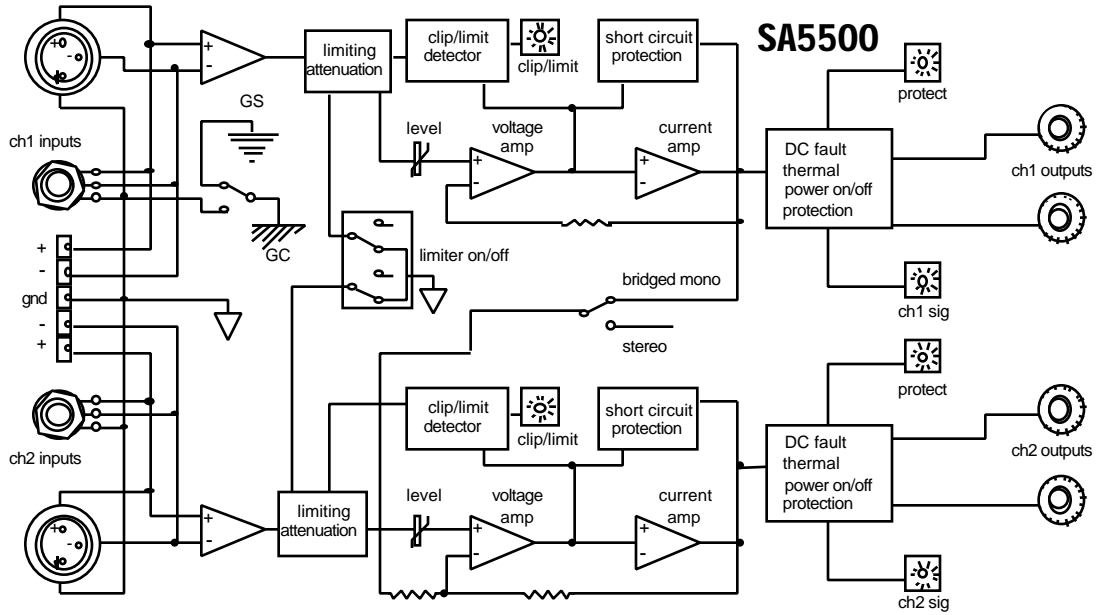 SA5500
limiting
attenuation
clip/limit
detector
clip/limit
short circuit
protection
protect
GS
GC
ch1 inputs
level
voltage
amp
current
amp
+
-
+
-
DC fault
thermal
power on/off
protection
ch1 outputs
limiter on/off
bridged mono
stereo
ch1 sig
+
-
gnd
-
+
protect
clip/limit
detector
clip/limit
short circuit
protection
ch2 inputs
limiting
attenuation
level
voltage
amp
current
amp
+
-
+
-
DC fault
thermal
power on/off
protection
ch2 outputs
ch2 sig
+
-
+
-